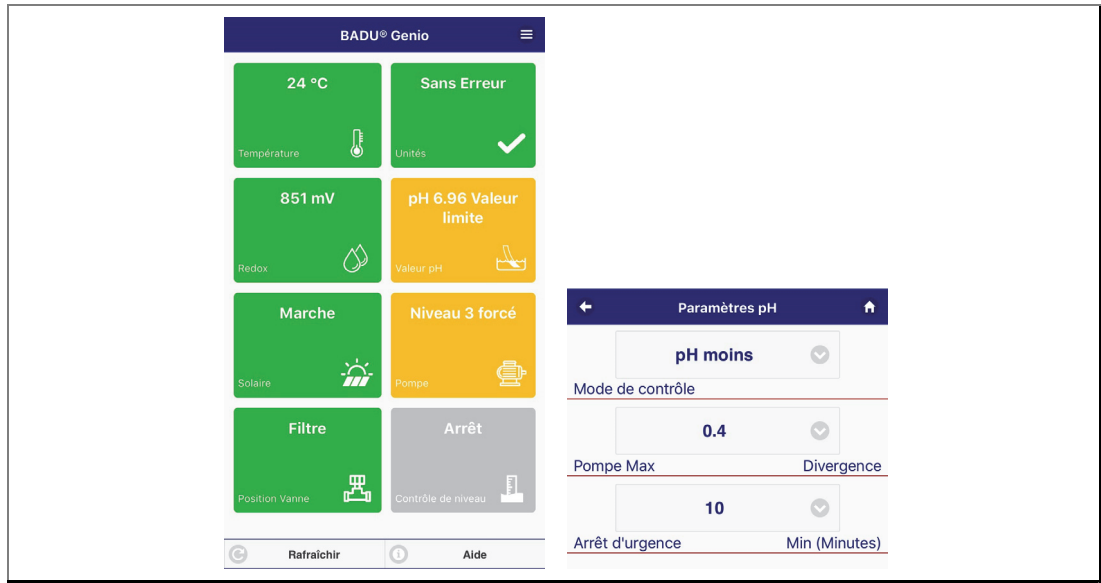 BADU® Genio
24 °C
Température
Sans Erreur
Unités
851 mV
Redox
pH 6.96 Valeur
limite
Valeur pH
Marche
Solaire
Niveau 3 forcé
Pompe
Filtre
Position Vanne
Arrêt
Contrôle de niveau
Rafraîchir
Aide
Paramètres pH
pH moins
Mode de contrôle
0.4
Pompe Max Divergence
10
Arrêt d'urgence Min (Minutes)